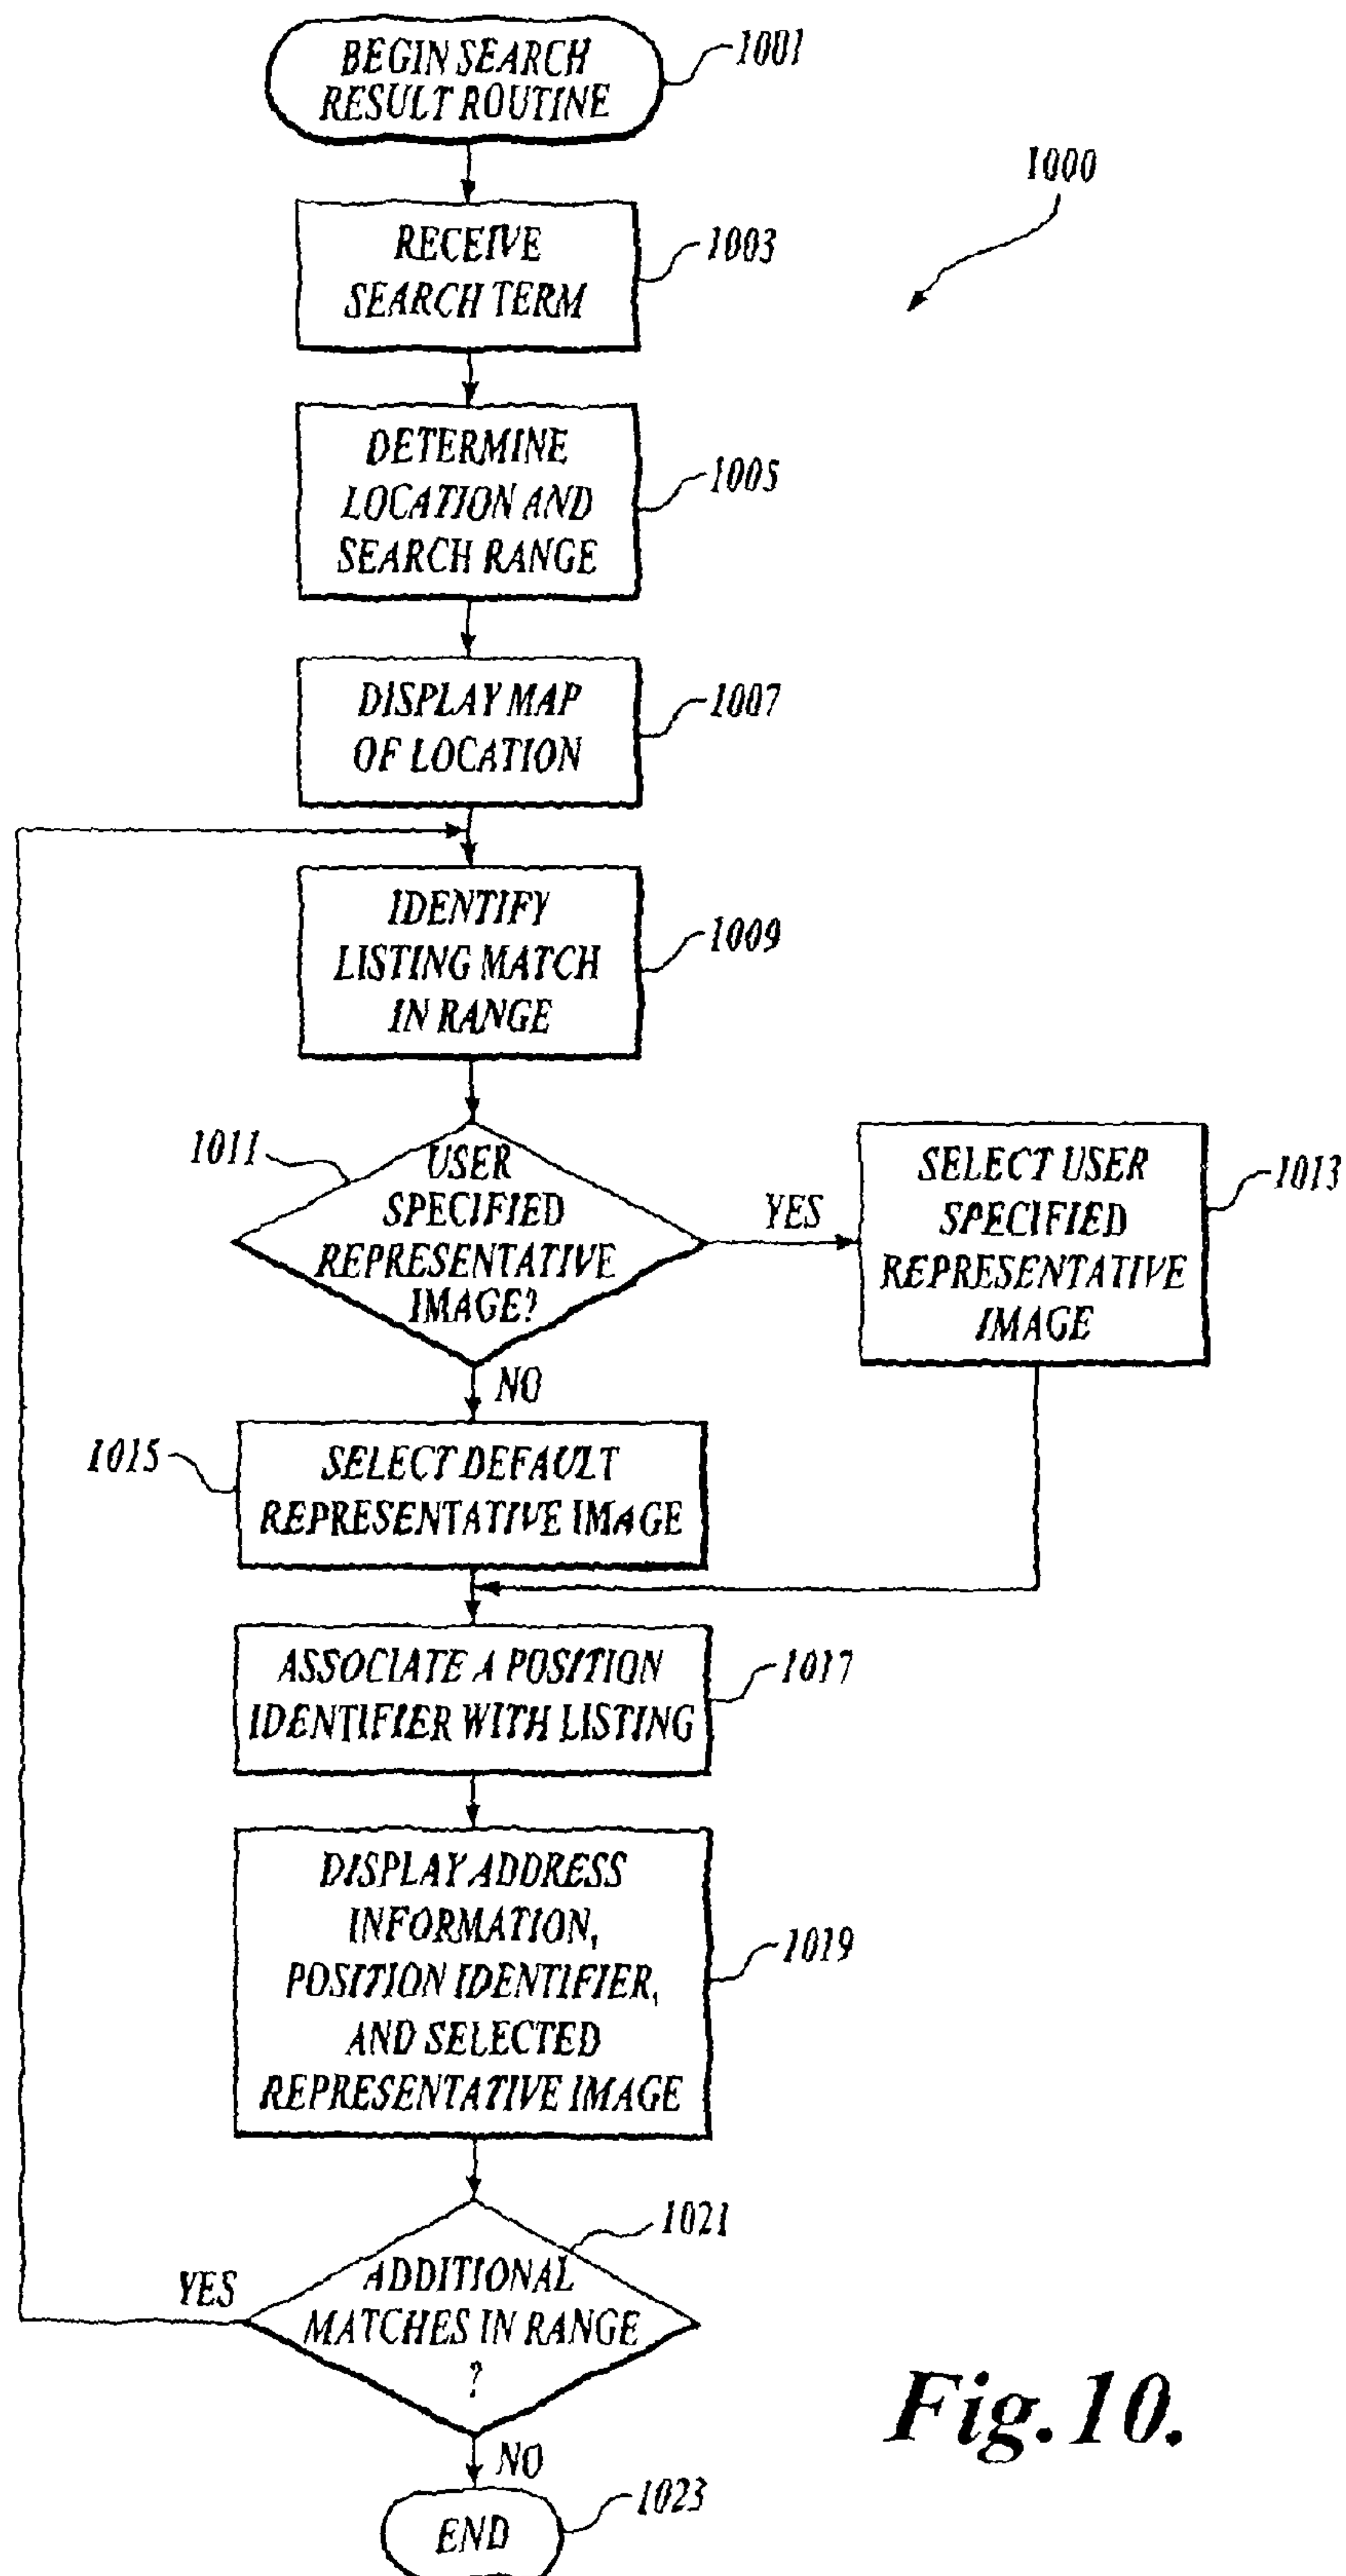 BEGIN SEARCH
RESULT ROUTINE
1001
1000
RECEIVE
SEARCH TERM
1003
DETERMINE
LOCATION AND
SEARCH RANGE
1005
DISPLAY MAP
OF LOCATION
1007
IDENTIFY
LISTING MATCH
IN RANGE
1009
1011
USER
SPECIFIED
REPRESENTATIVE
IMAGE?
YES
SELECT USER
SPECIFIED
REPRESENTATIVE
IMAGE
1013
NO
1015
SELECT DEFAULT
REPRESENTATIVE IMAGE
ASSOCIATE A POSITION
IDENTIFIER WITH LISTING
1017
DISPLAY ADDRESS
INFORMATION,
POSITION IDENTIFIER,
AND SELECTED
REPRESENTATIVE IMAGE
1019
1021
YES
ADDITIONAL
MATCHES IN RANGE
?
NO
END
1023
Fig.10.